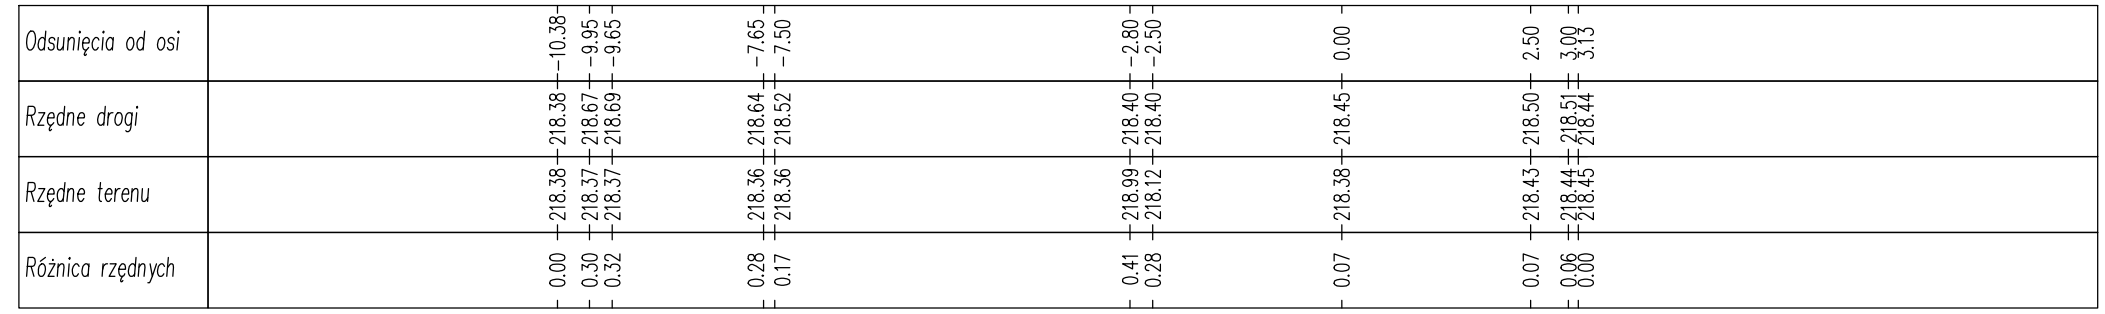 Odsunięcia od osi -10.38 -9.95 -9.65 -7.65 -7.50 -2.80 -2.50 0.00 2.50 3.00 3.13
Rzędne drogi 218.38 218.67 218.69 218.64 218.52 218.40 218.40 218.45 218.50 218.51 218.44
Rzędne terenu 218.38 218.37 218.37 218.36 218.36 218.99 218.12 218.38 218.43 218.44 218.45
Różnica rzędnych 0.00 0.30 0.32 0.28 0.17 0.41 0.28 0.07 0.07 0.06 0.00